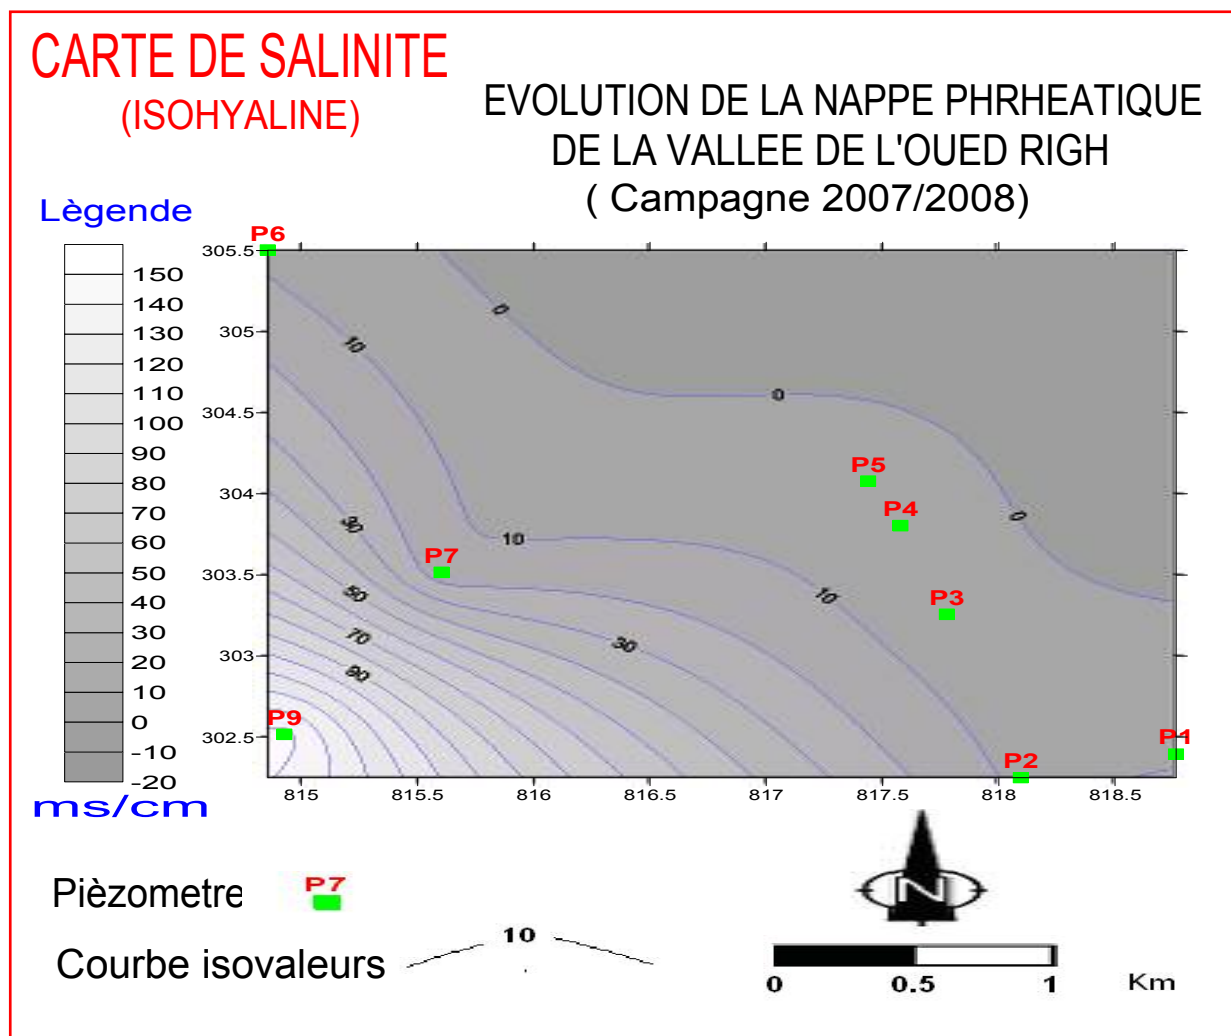 CARTE DE SALINITE
(ISOHYALINE)
EVOLUTION DE LA NAPPE PHRHEATIQUE
DE LA VALLEE DE L'OUED RIGH
( Campagne 2007/2008)
Lègende
150
140
130
120
110
100
90
80
70
60
50
40
30
20
10
0
-10
-20
ms/cm
P6
305.5
305
304.5
304
303.5
303
302.5
0
10
0
P5
P4
0
30
10
P7
10
P3
50
30
70
90
P9
P1
P2
815
815.5
816
816.5
817
817.5
818
818.5
N
Pièzometre
P7
Courbe isovaleurs
10
0
0.5
1
Km